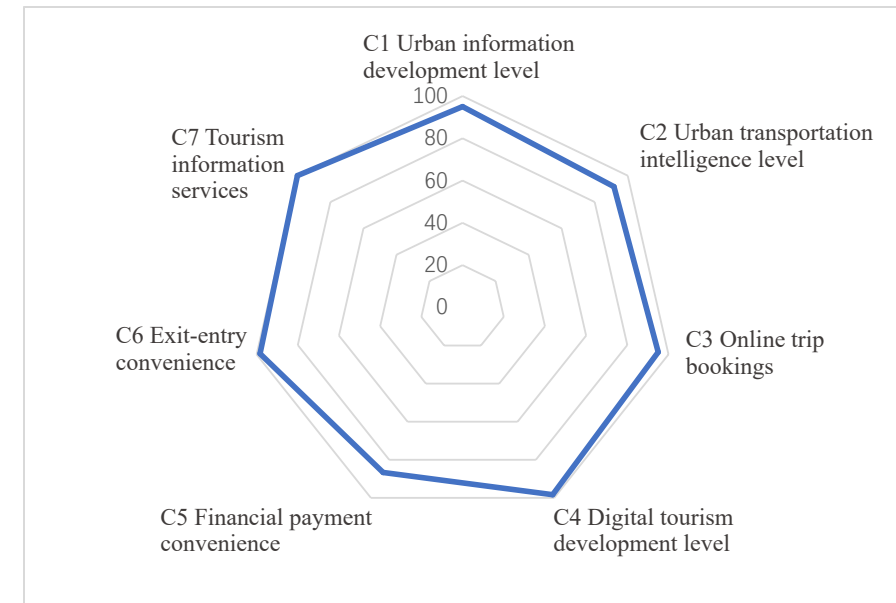 C1 Urban information
development level
100
C2 Urban transportation
intelligence level
C7 Tourism
information
services
80
60
40
20
0
C6 Exit-entry
convenience
C3 Online trip
bookings
C5 Financial payment
convenience
C4 Digital tourism
development level